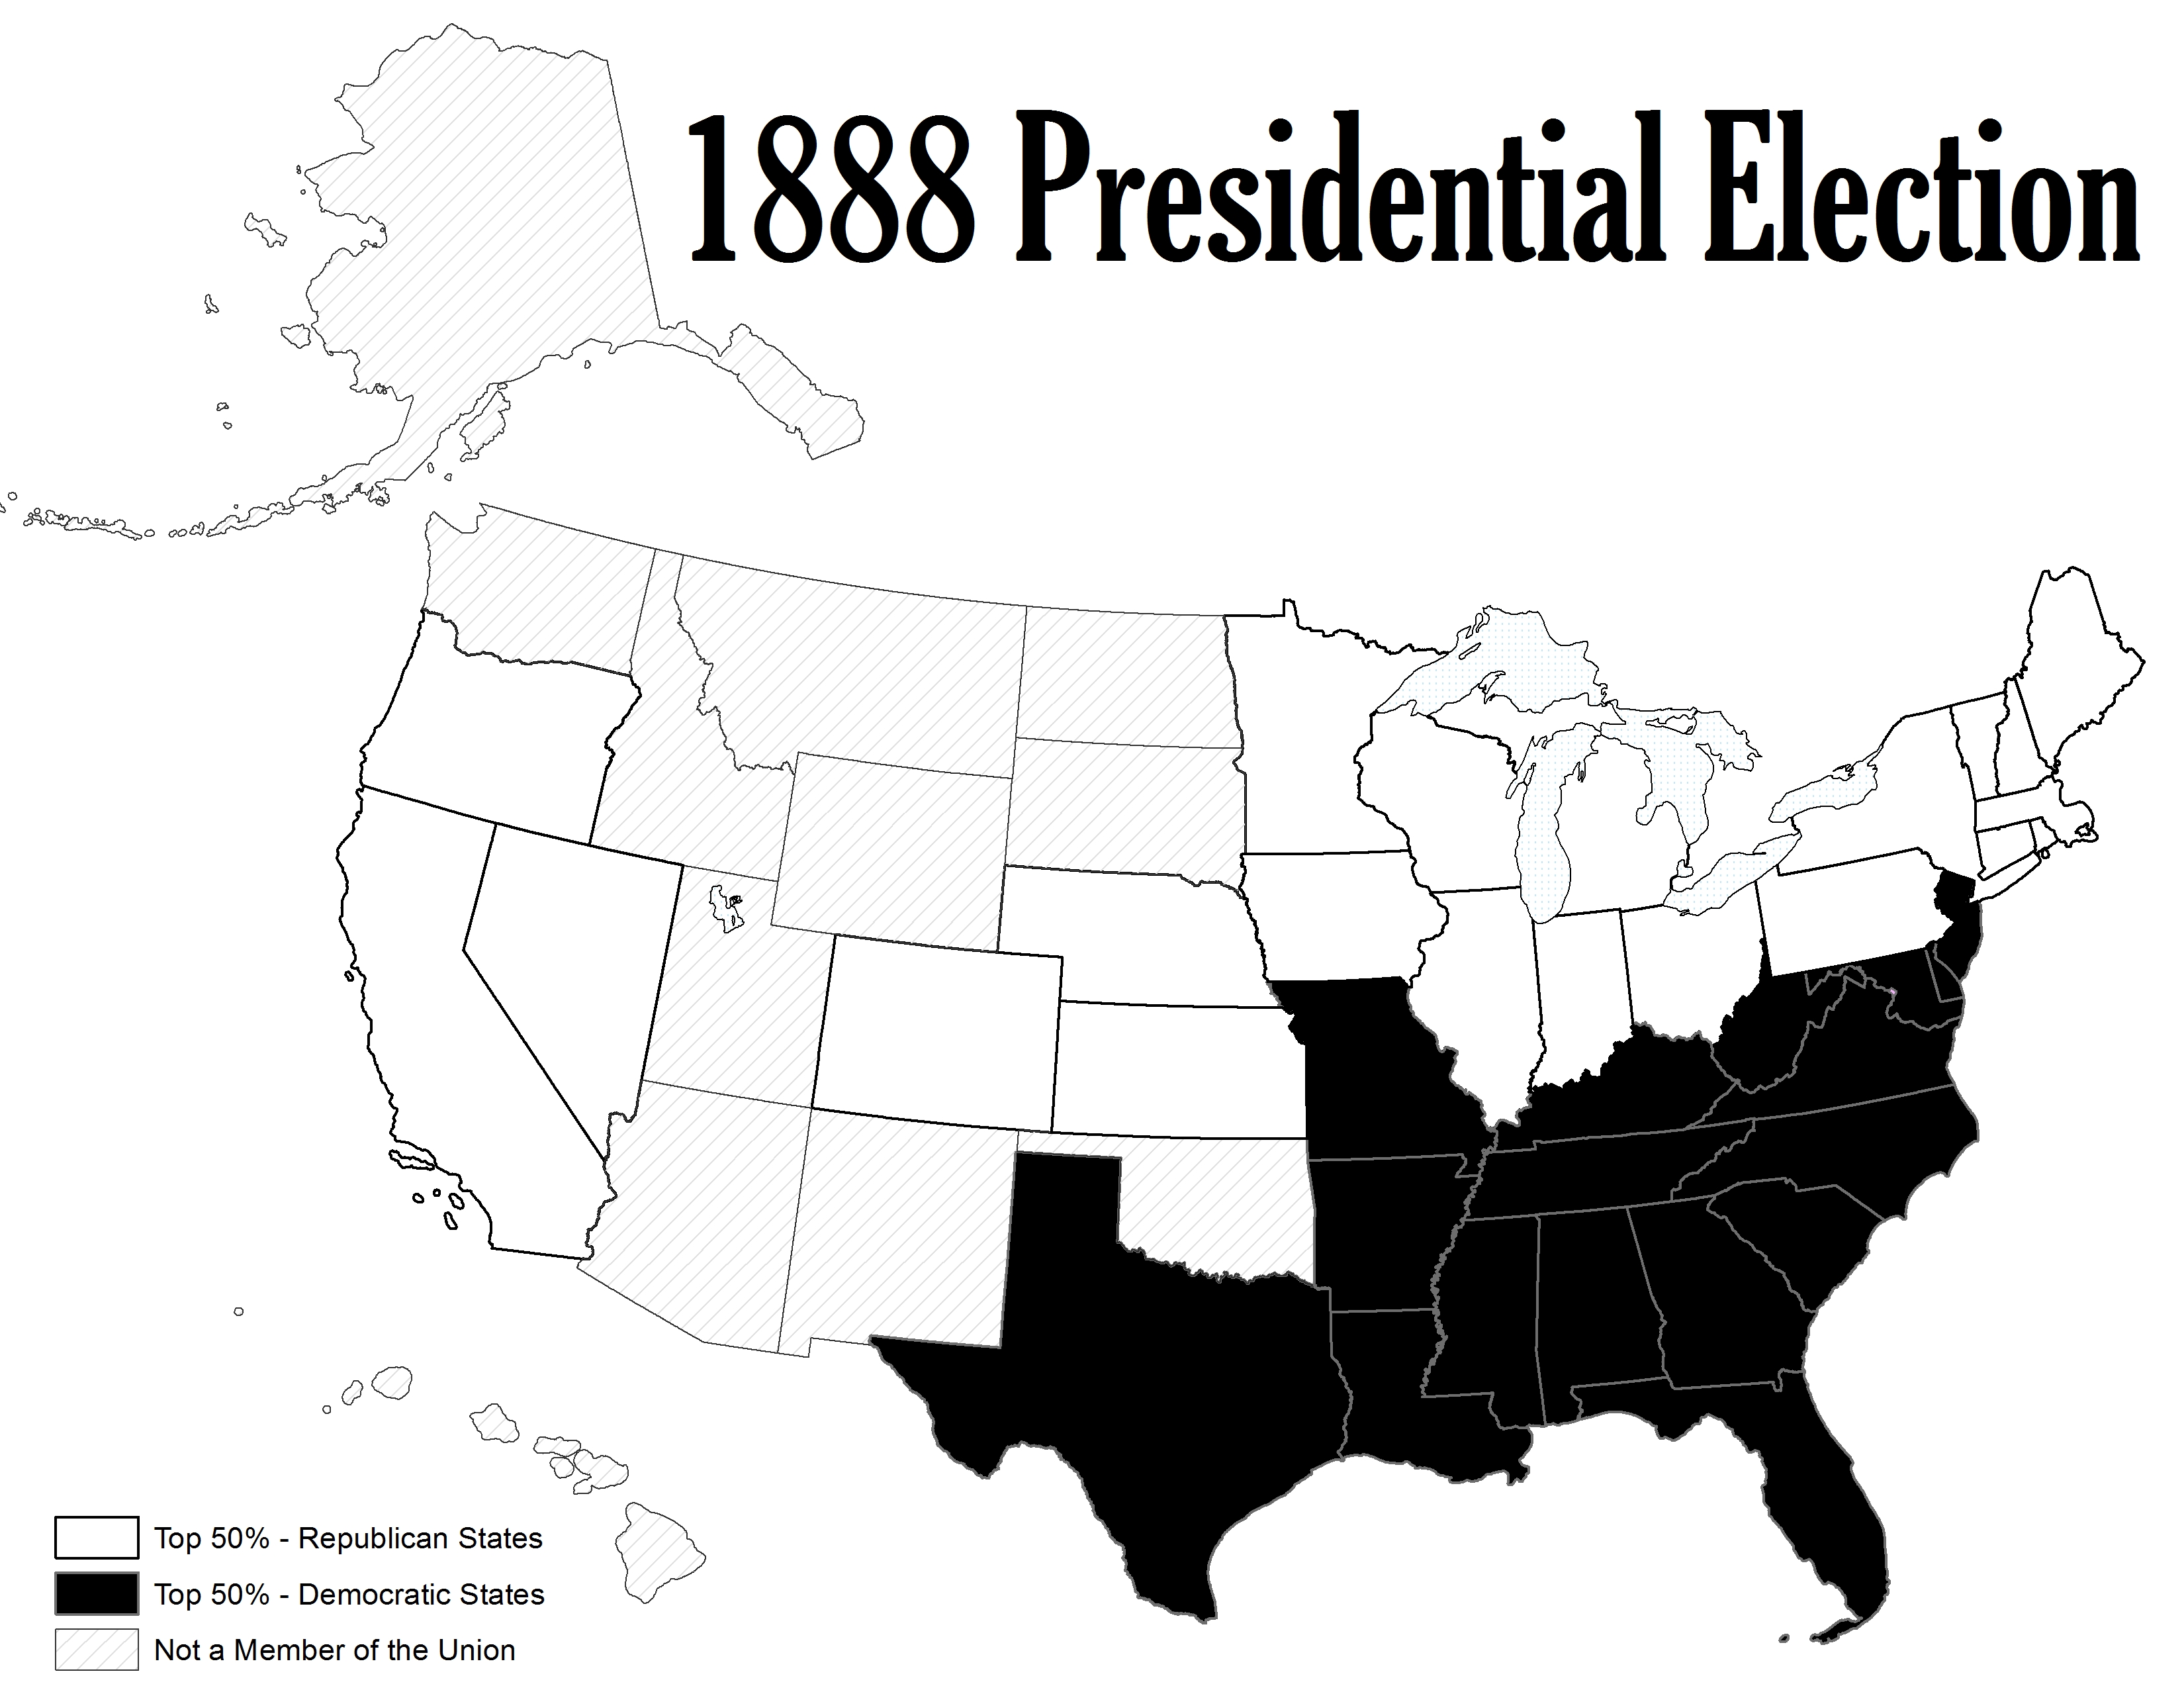 1888 Presidential Election
Top 50% - Republican States
Top 50% - Democratic States
Not a Member of the Union